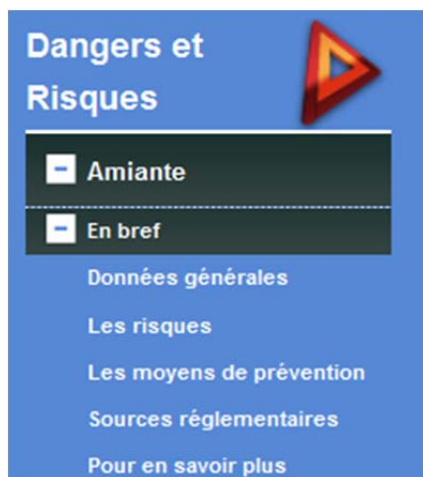 Dangers et
Risques
Amiante
En bref
Données générales
Les risques
Les moyens de prévention
Sources réglementaires
Pour en savoir plus